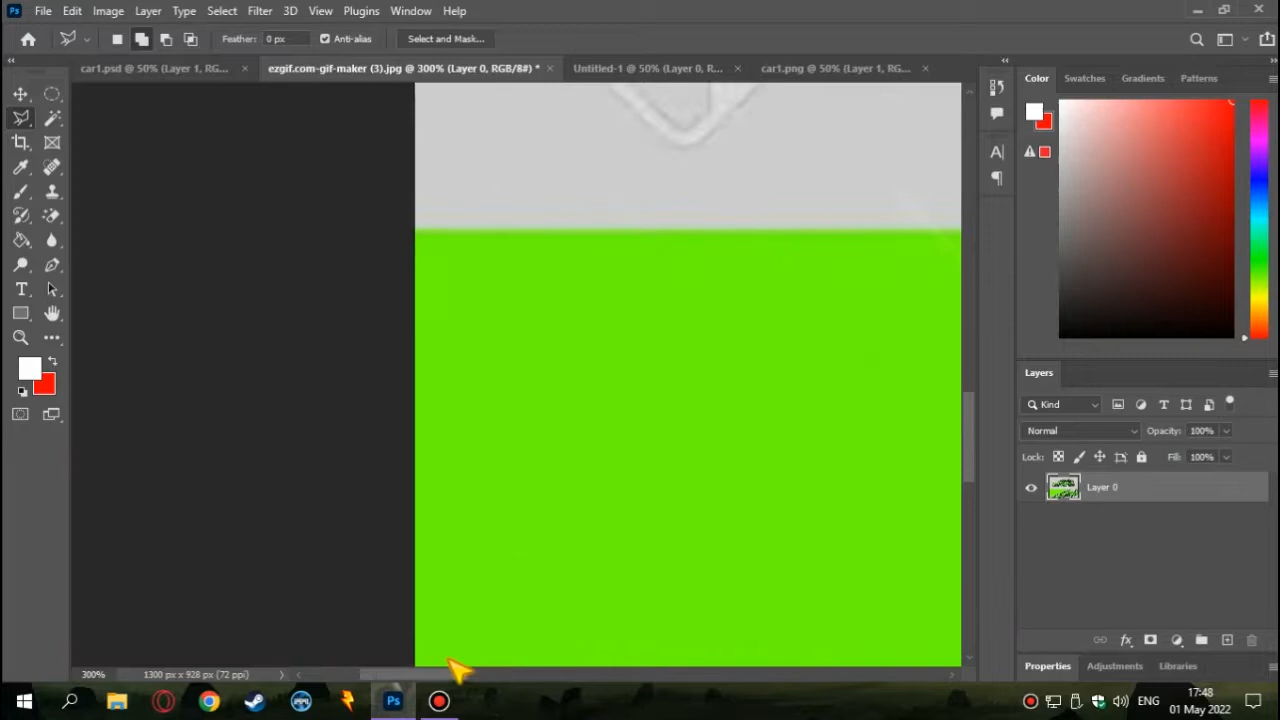 Ps File Edit Image Layer Type Select Filter 3D View Plugins Window Help
Feather: 0 px Anti-alias Select and Mask...
car1.psd @ 50% (Layer 1, RG... × ezgif.com-gif-maker (3).jpg @ 300% (Layer 0, RGB/8#) * × Untitled-1 @ 50% (Layer 0, R... × car1.png @ 50% (Layer 1, RG... ×
Color Swatches Gradients Patterns
Layers
Kind
Normal Opacity: 100%
Lock: Fill: 100%
Layer 0
Properties Adjustments Libraries
300% 1300 px x 928 px (72 ppi)
Ps ENG 17:48
01 May 2022